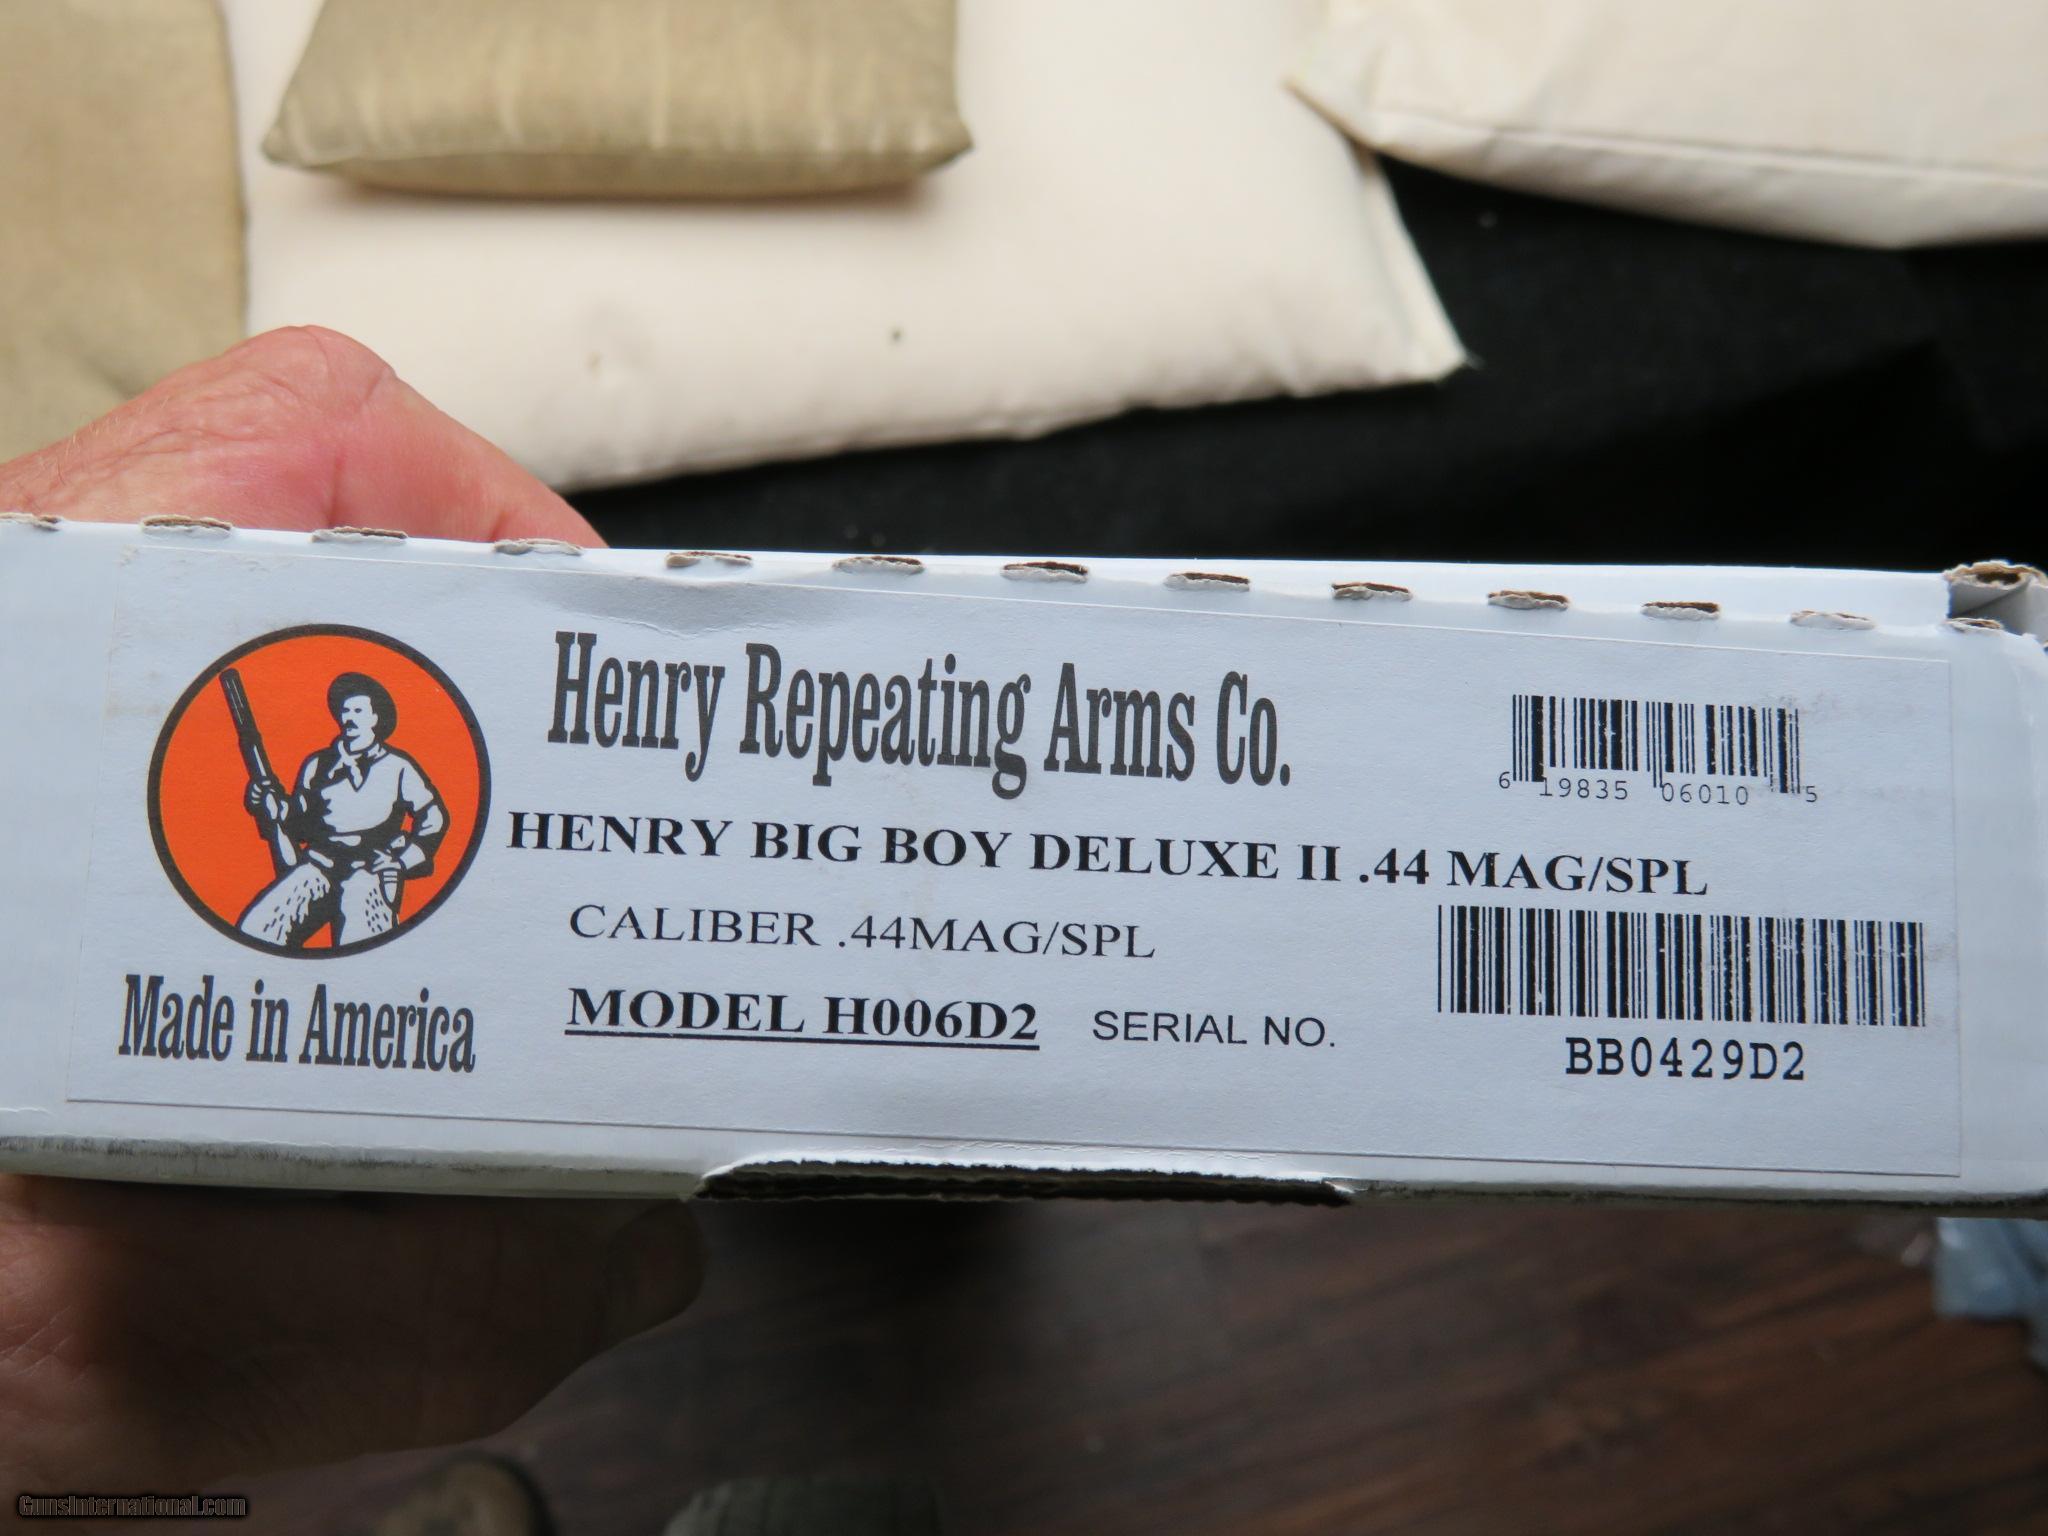 Henry Repeating Arms Co.
6 19835 06010 5
HENRY BIG BOY DELUXE II .44 MAG/SPL
CALIBER .44MAG/SPL
MODEL H006D2 SERIAL NO.
BB0429D2
Made in America
GunsInternational.com